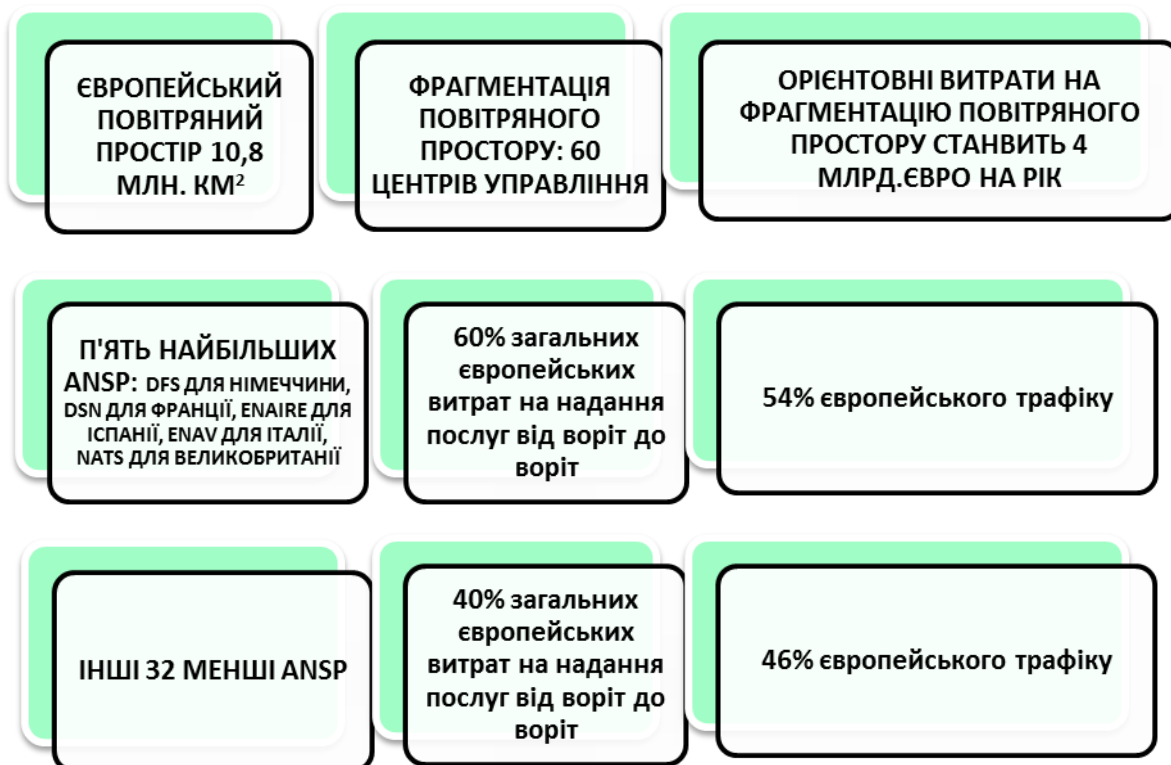 ЄВРОПЕЙСЬКИЙ
ПОВІТРЯНИЙ
ПРОСТІР 10,8
МЛН. КМ²
ФРАГМЕНТАЦІЯ
ПОВІТРЯНОГО
ПРОСТОРУ: 60
ЦЕНТРІВ УПРАВЛІННЯ
ОРІЄНТОВНІ ВИТРАТИ НА
ФРАГМЕНТАЦІЮ ПОВІТРЯНОГО
ПРОСТОРУ СТАНВИТЬ 4
МЛРД.ЄВРО НА РІК
П'ЯТЬ НАЙБІЛЬШИХ
ANSP: DFS ДЛЯ НІМЕЧЧИНИ,
DSN ДЛЯ ФРАНЦІЇ, ENAIRE ДЛЯ
ІСПАНІЇ, ENAV ДЛЯ ІТАЛІЇ,
NATS ДЛЯ ВЕЛИКОБРИТАНІЇ
60% загальних
європейських
витрат на надання
послуг від воріт до
воріт
54% європейського трафіку
ІНШІ 32 МЕНШІ ANSP
40% загальних
європейських
витрат на надання
послуг від воріт до
воріт
46% європейського трафіку